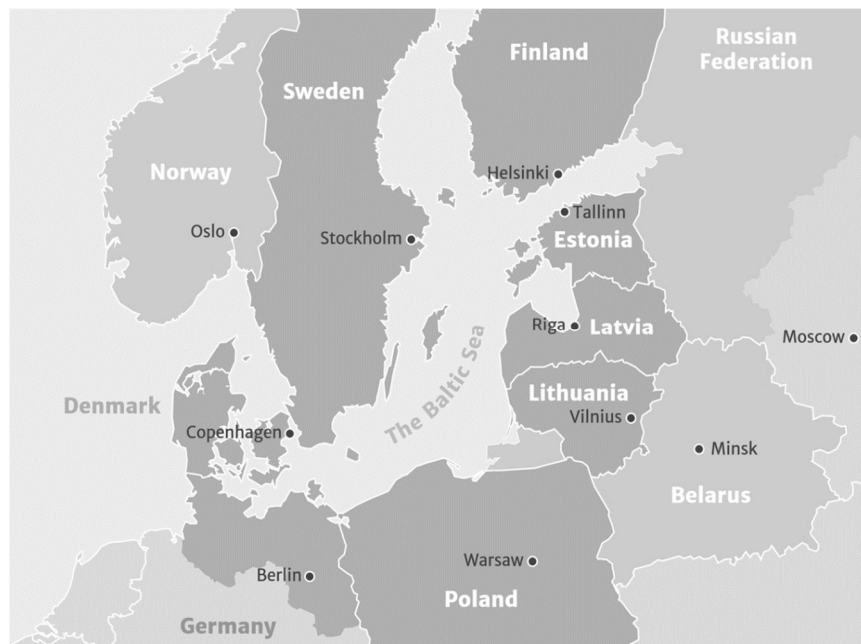 Finland
Russian
Federation
Sweden
Norway
Helsinki
Tallinn
Oslo
Stockholm
Estonia
Riga
Latvia
Moscow
The Baltic Sea
Lithuania
Denmark
Vilnius
Copenhagen
Minsk
Belarus
Warsaw
Berlin
Poland
Germany